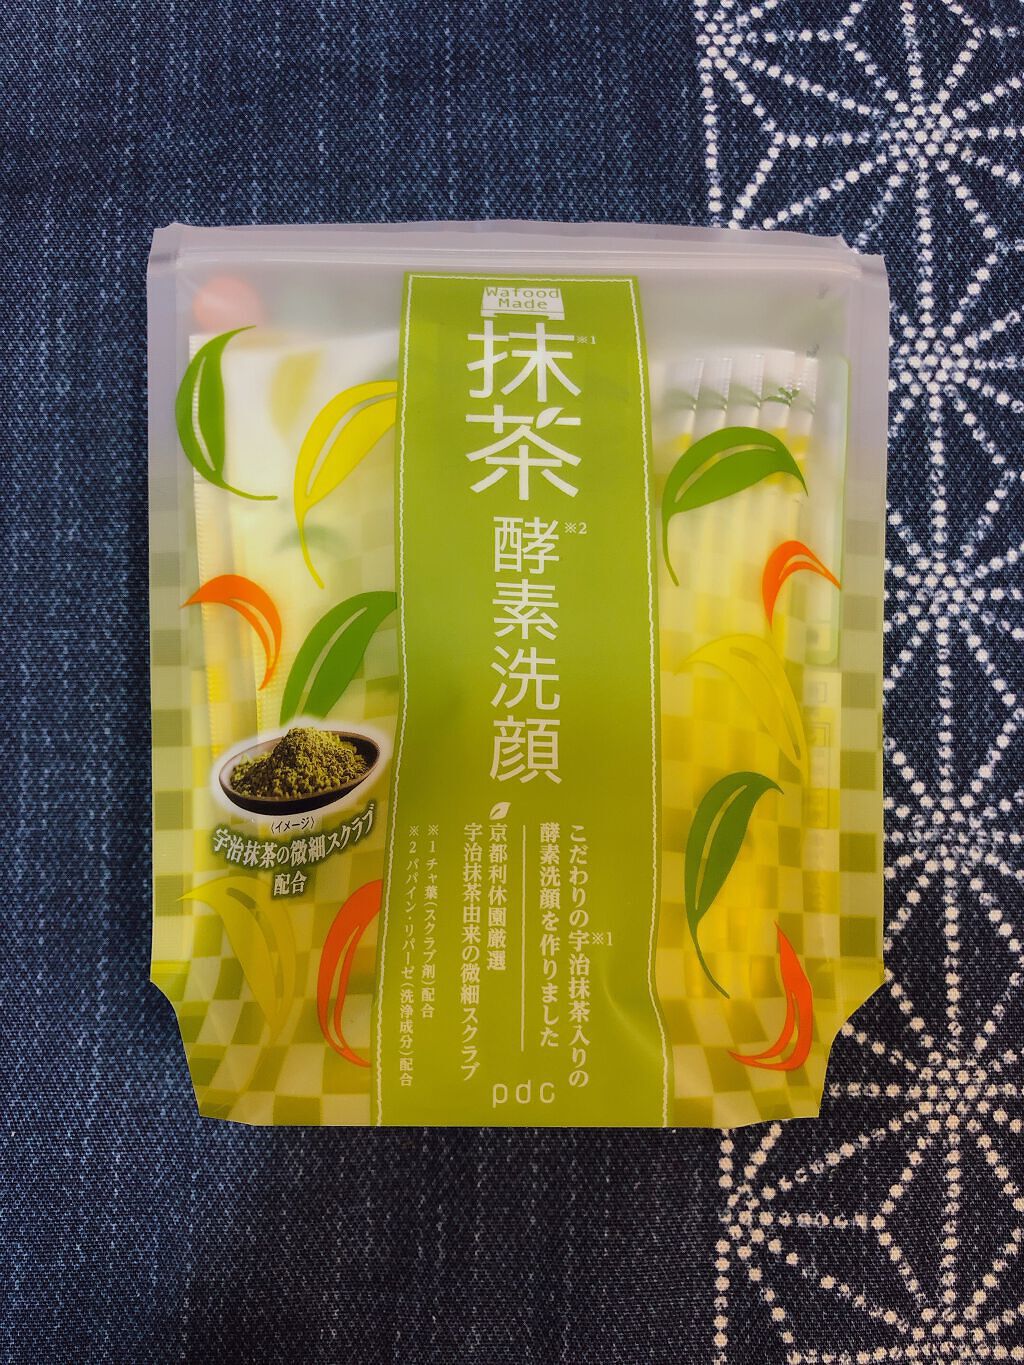 Wafood
Made
抹茶※1
酵素洗顔※2
こだわりの宇治抹茶※1入りの
酵素洗顔を作りました
京都利休園厳選
宇治抹茶由来の微細スクラブ
※1 チャ葉(スクラブ剤)配合
※2 パパイン・リパーゼ(洗浄成分)配合
pdc
〈イメージ〉
宇治抹茶の微細スクラブ
配合